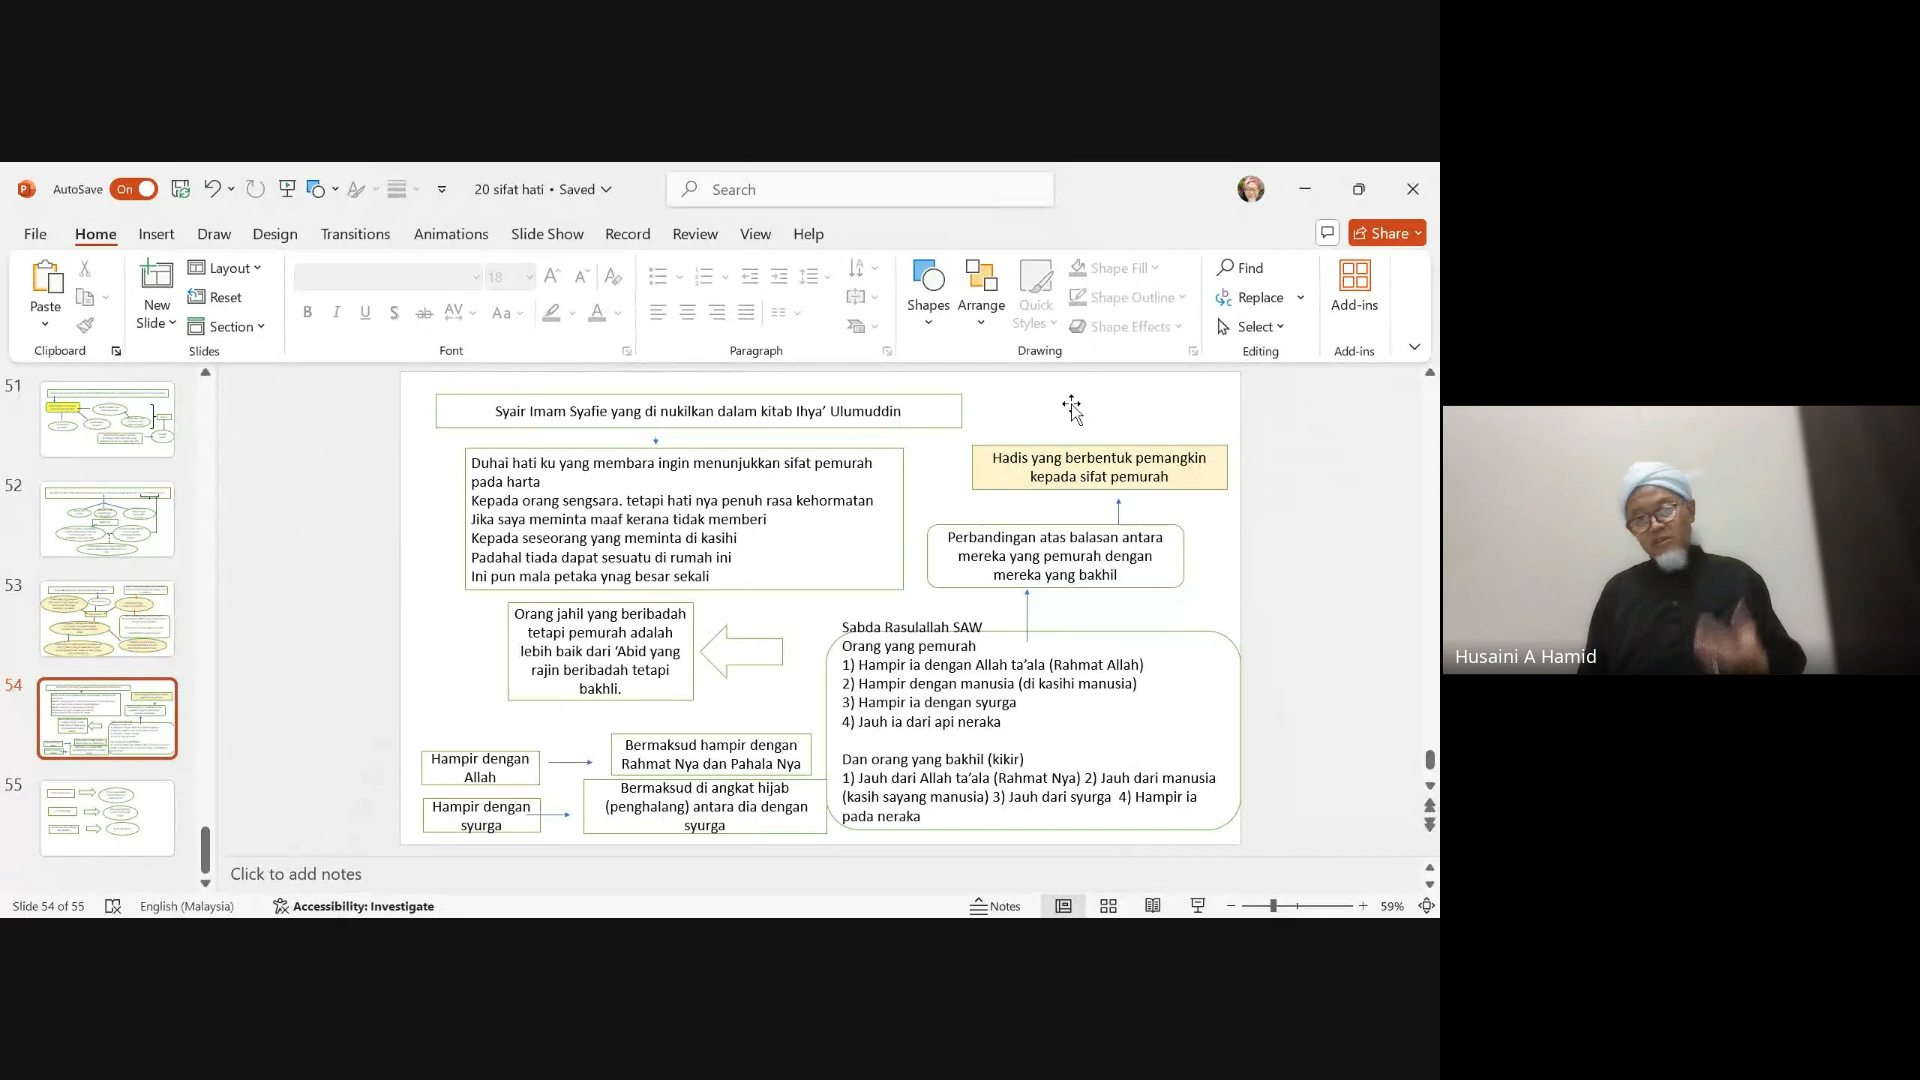 AutoSave On 20 sifat hati • Saved Search
File Home Insert Draw Design Transitions Animations Slide Show Record Review View Help Share
Paste
New Slide
Layout
Reset
Section
18
B I U S ab AV Aa A
Shapes
Arrange
Quick Styles
Shape Fill
Shape Outline
Shape Effects
Find
Replace
Select
Add-ins
Clipboard Slides Font Paragraph Drawing Editing Add-ins
51
52
53
54
55
Syair Imam Syafie yang di nukilkan dalam kitab Ihya’ Ulumuddin
Duhai hati ku yang membara ingin menunjukkan sifat pemurah
pada harta
Kepada orang sengsara. tetapi hati nya penuh rasa kehormatan
Jika saya meminta maaf kerana tidak memberi
Kepada seseorang yang meminta di kasihi
Padahal tiada dapat sesuatu di rumah ini
Ini pun mala petaka ynag besar sekali
Hadis yang berbentuk pemangkin
kepada sifat pemurah
Perbandingan atas balasan antara
mereka yang pemurah dengan
mereka yang bakhil
Orang jahil yang beribadah
tetapi pemurah adalah
lebih baik dari ‘Abid yang
rajin beribadah tetapi
bakhli.
Sabda Rasulallah SAW
Orang yang pemurah
1) Hampir ia dengan Allah ta’ala (Rahmat Allah)
2) Hampir dengan manusia (di kasihi manusia)
3) Hampir ia dengan syurga
4) Jauh ia dari api neraka
Dan orang yang bakhil (kikir)
1) Jauh dari Allah ta’ala (Rahmat Nya) 2) Jauh dari manusia
(kasih sayang manusia) 3) Jauh dari syurga 4) Hampir ia
pada neraka
Hampir dengan
Allah
Bermaksud hampir dengan
Rahmat Nya dan Pahala Nya
Hampir dengan
syurga
Bermaksud di angkat hijab
(penghalang) antara dia dengan
syurga
Click to add notes
Slide 54 of 55 English (Malaysia) Accessibility: Investigate Notes 59%
Husaini A Hamid